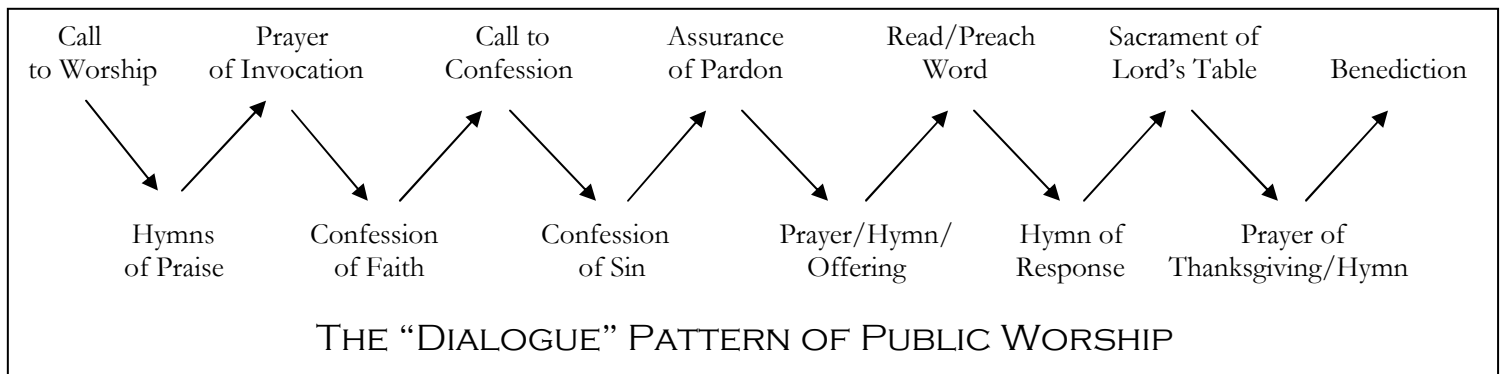 Call
to Worship
Prayer
of Invocation
Call to
Confession
Assurance
of Pardon
Read/Preach
Word
Sacrament of
Lord’s Table
Benediction
Hymns
of Praise
Confession
of Faith
Confession
of Sin
Prayer/Hymn/
Offering
Hymn of
Response
Prayer of
Thanksgiving/Hymn
THE “DIALOGUE” PATTERN OF PUBLIC WORSHIP